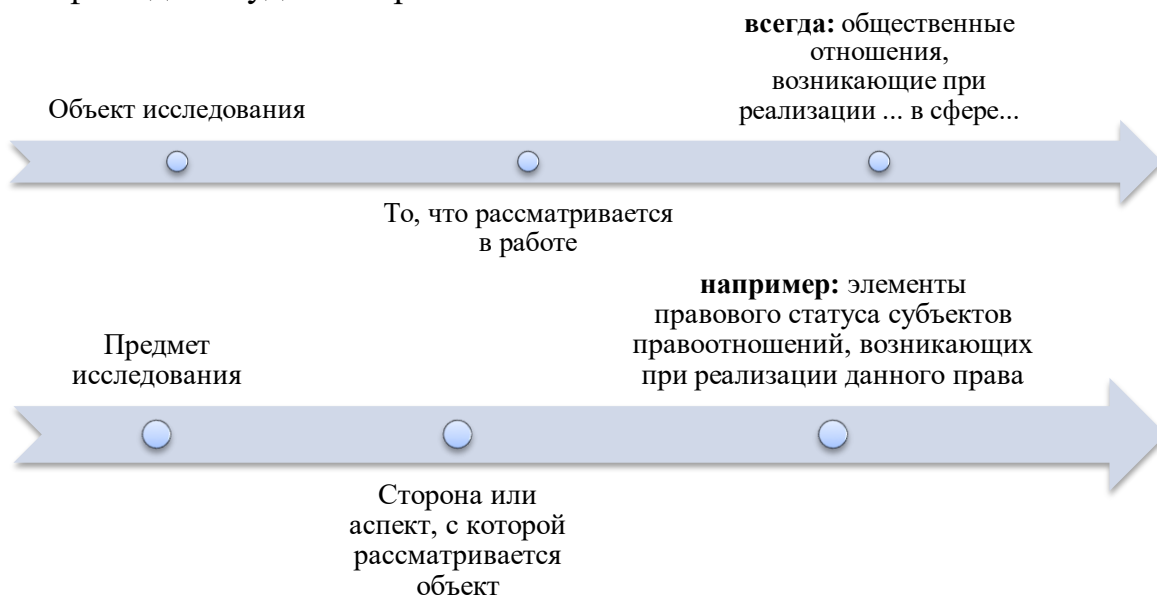 всегда: общественные
отношения,
возникающие при
реализации ... в сфере...
Объект исследования
То, что рассматривается
в работе
например: элементы
правового статуса субъектов
правоотношений, возникающих
при реализации данного права
Предмет
исследования
Сторона или
аспект, с которой
рассматривается
объект